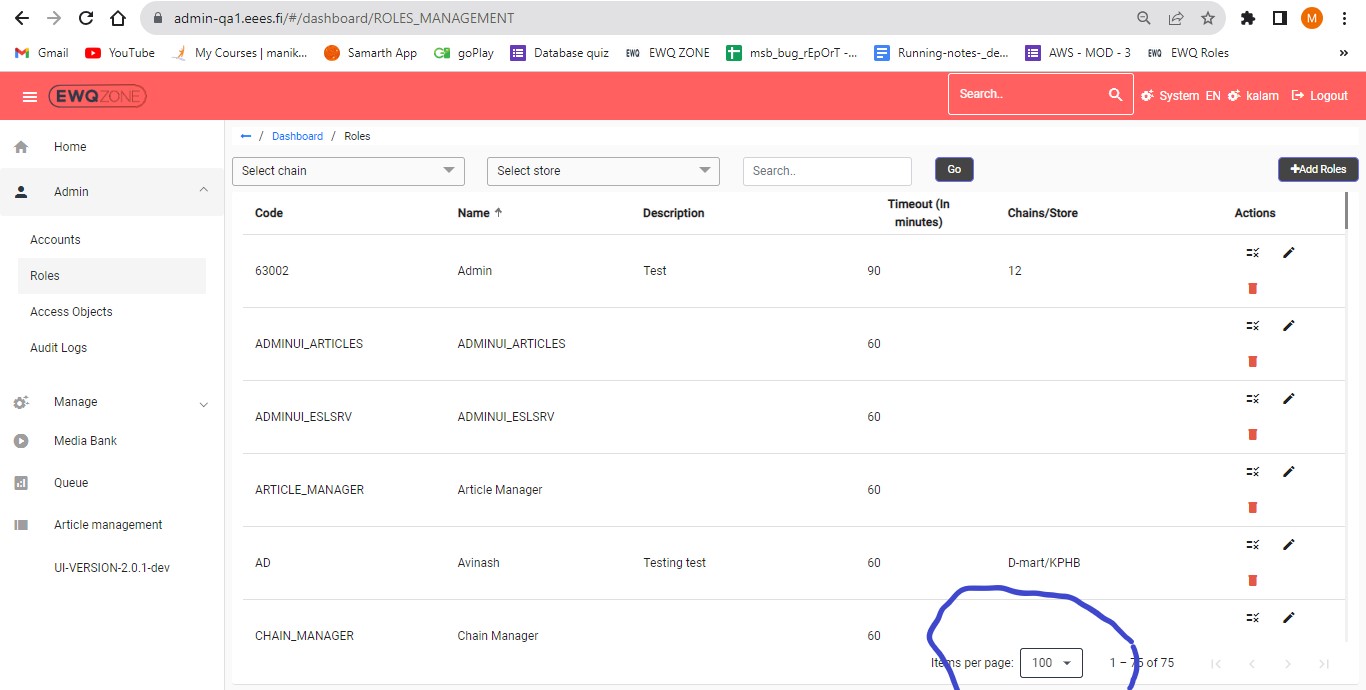 admin-qa1.eees.fi/#/dashboard/ROLES_MANAGEMENT
M
Gmail YouTube My Courses | manik... Samarth App goPlay Database quiz EWQ EWQ ZONE msb_bug_rEpOrT -... Running-notes-_de... AWS - MOD - 3 EWQ EWQ Roles »
EWQZONE Search.. System EN kalam Logout
Home
Admin
Accounts
Roles
Access Objects
Audit Logs
Manage
Media Bank
Queue
Article management
UI-VERSION-2.0.1-dev
/ Dashboard / Roles
Select chain Select store Search.. Go +Add Roles
Code Name Description Timeout (In minutes) Chains/Store Actions
63002 Admin Test 90 12
ADMINUI_ARTICLES ADMINUI_ARTICLES 60
ADMINUI_ESLSRV ADMINUI_ESLSRV 60
ARTICLE_MANAGER Article Manager 60
AD Avinash Testing test 60 D-mart/KPHB
CHAIN_MANAGER Chain Manager 60
Items per page: 100 1 – 75 of 75